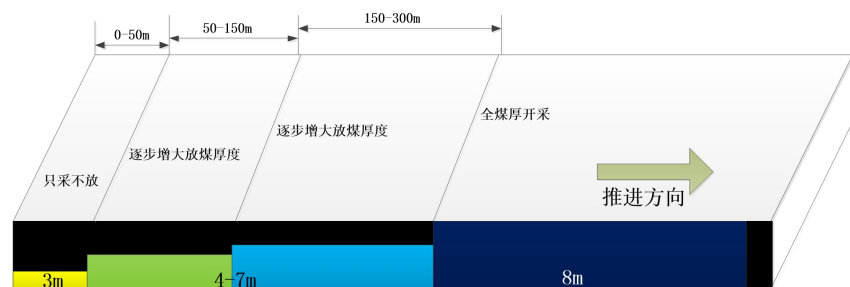 0-50m
50-150m
150-300m
全煤厚开采
逐步增大放煤厚度
逐步增大放煤厚度
只采不放
推进方向
3m
4-7m
8m